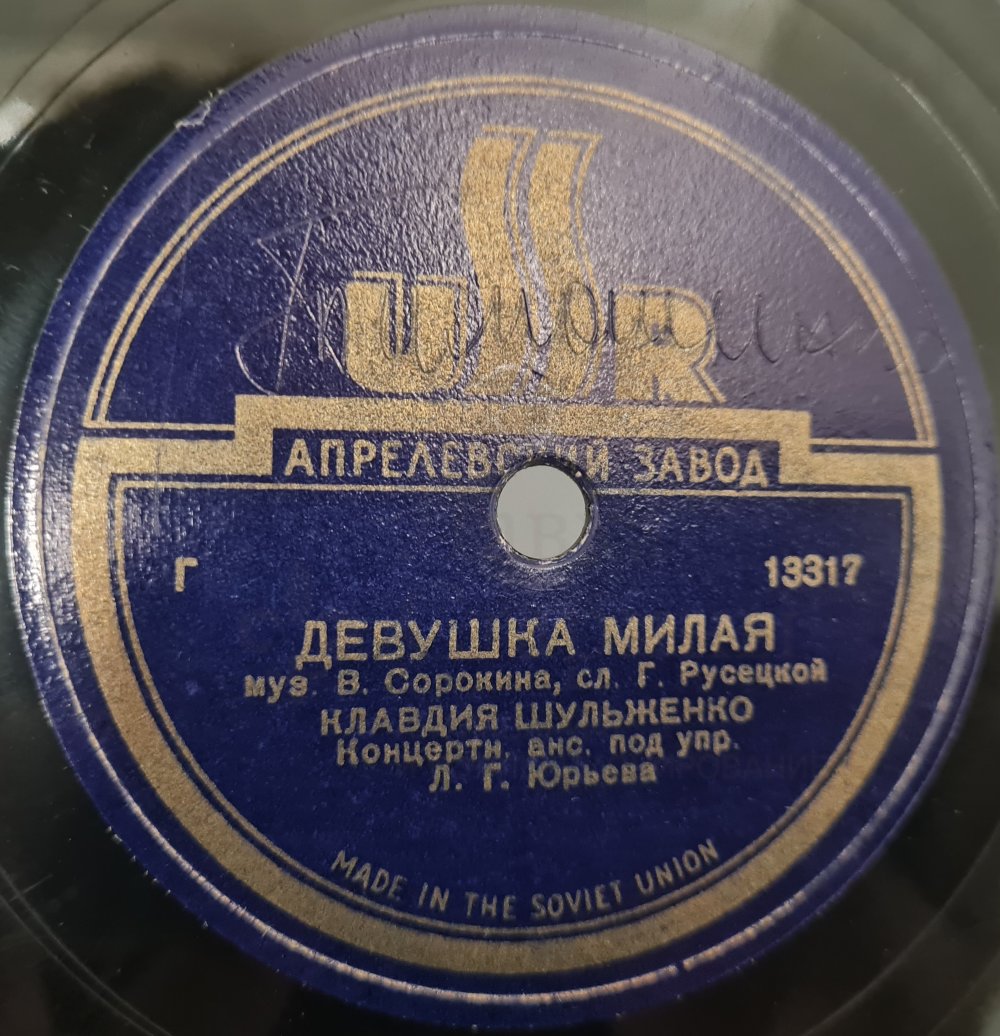 USSR
АПРЕЛЕВСКИЙ ЗАВОД
Г 13317
ДЕВУШКА МИЛАЯ
муз. В. Сорокина, сл. Г. Русецкой
КЛАВДИЯ ШУЛЬЖЕНКО
Концертн. анс. под упр.
Л. Г. Юрьева
MADE IN THE SOVIET UNION